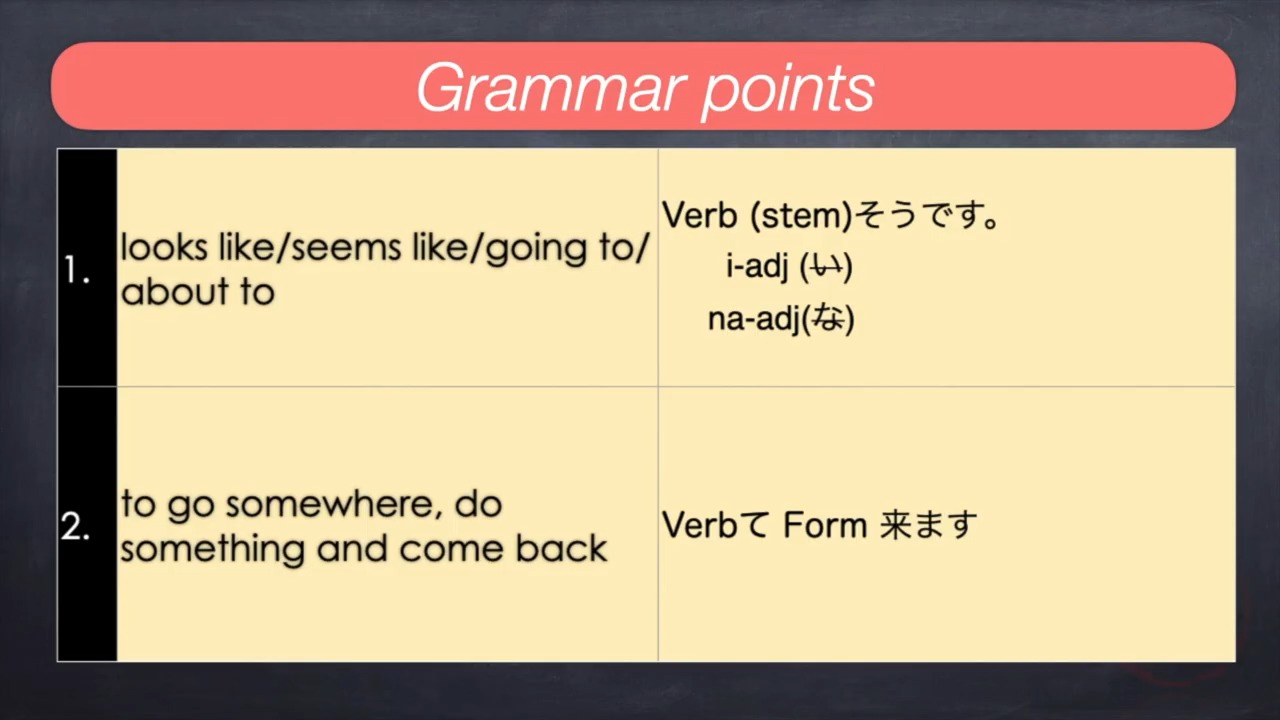 Grammar points
1.
looks like/seems like/going to/
about to
Verb (stem)そうです。
i-adj (い)
na-adj(な)
2.
to go somewhere, do
something and come back
Verbて Form 来ます